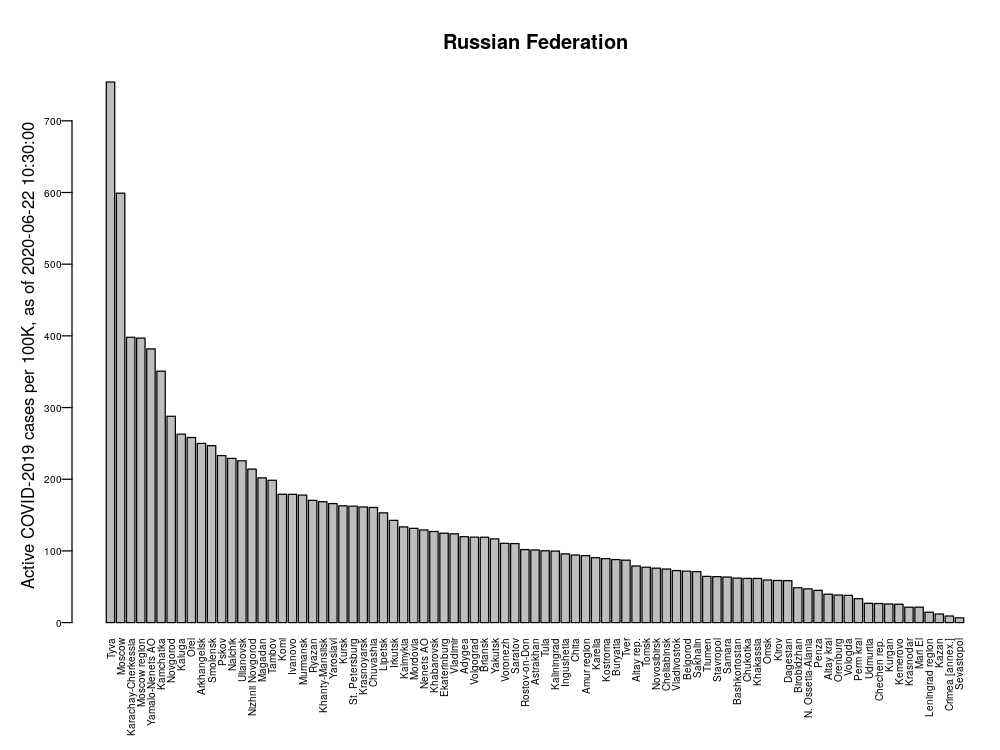 Russian Federation
Active COVID-2019 cases per 100K, as of 2020-06-22 10:30:00
700
600
500
400
300
200
100
0
Tyva
Moscow
Karachay-Cherkessia
Moscow region
Yamalo-Nenets AO
Kamchatka
Novgorod
Kaluga
Orel
Arkhangelsk
Smolensk
Pskov
Nalchik
Ulianovsk
Nizhnii Novgorod
Magadan
Tambov
Komi
Ivanovo
Murmansk
Ryazan
Khanty-Mansiisk
Yaroslavl
Kursk
St. Petersburg
Krasnoyarsk
Chuvashia
Lipetsk
Irkutsk
Kalmykia
Mordovia
Nenets AO
Khabarovsk
Ekaterinburg
Vladimir
Adygea
Volgograd
Briansk
Yakutsk
Voronezh
Saratov
Rostov-on-Don
Astrakhan
Tula
Kaliningrad
Ingushetia
Chita
Amur region
Karelia
Kostroma
Buryatia
Tver
Altay rep.
Tomsk
Novosibirsk
Cheliabinsk
Vladivostok
Belgorod
Sakhalin
Tiumen
Stavropol
Samara
Bashkortostan
Chukotka
Khakassia
Omsk
Kirov
Dagestan
Birobidzhan
N. Ossetia-Alania
Penza
Altay krai
Orenburg
Vologda
Perm krai
Udmurtia
Chechen rep.
Kurgan
Kemerovo
Krasnodar
Mari El
Leningrad region
Kazan
Crimea [annex.]
Sevastopol